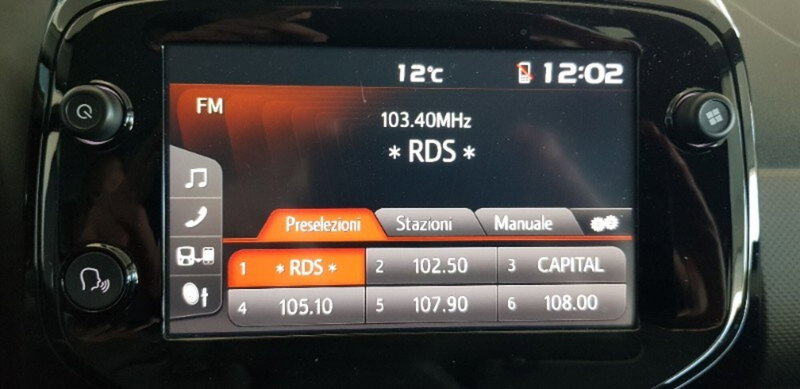 12°C 12:02
FM
103.40MHz
* RDS *
Preselezioni Stazioni Manuale
1 * RDS * 2 102.50 3 CAPITAL
4 105.10 5 107.90 6 108.00